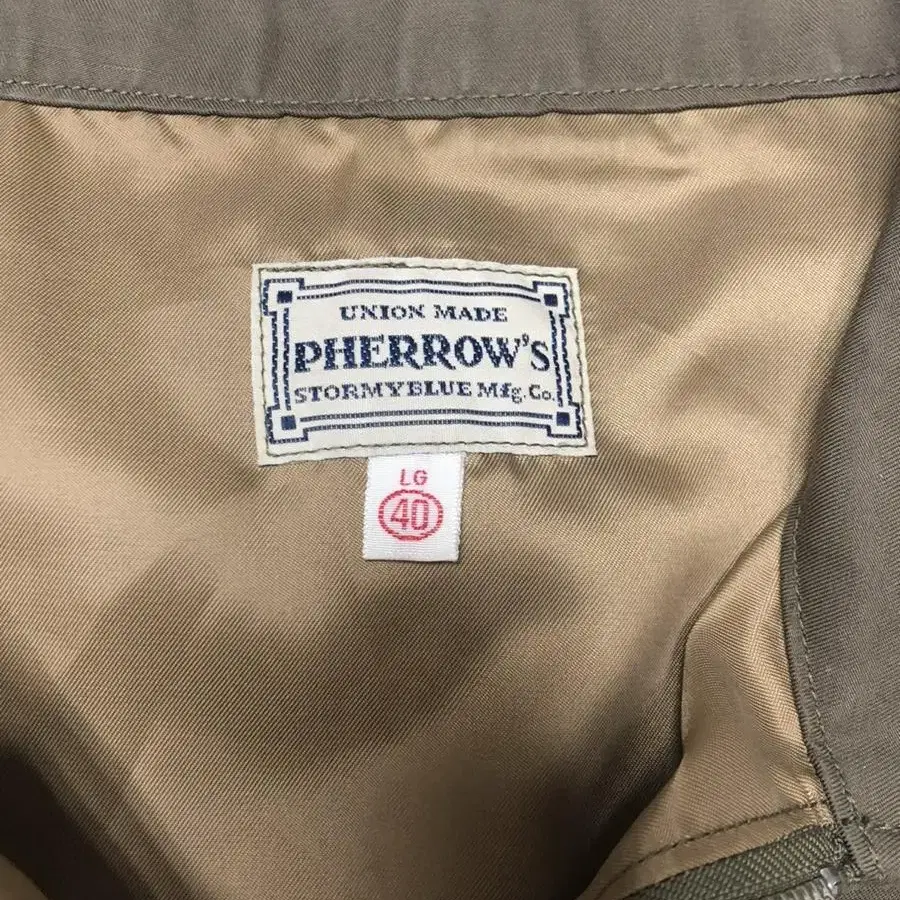 UNION MADE
PHERROW'S
STORMYBLUE Mfg. Co.
LG
40